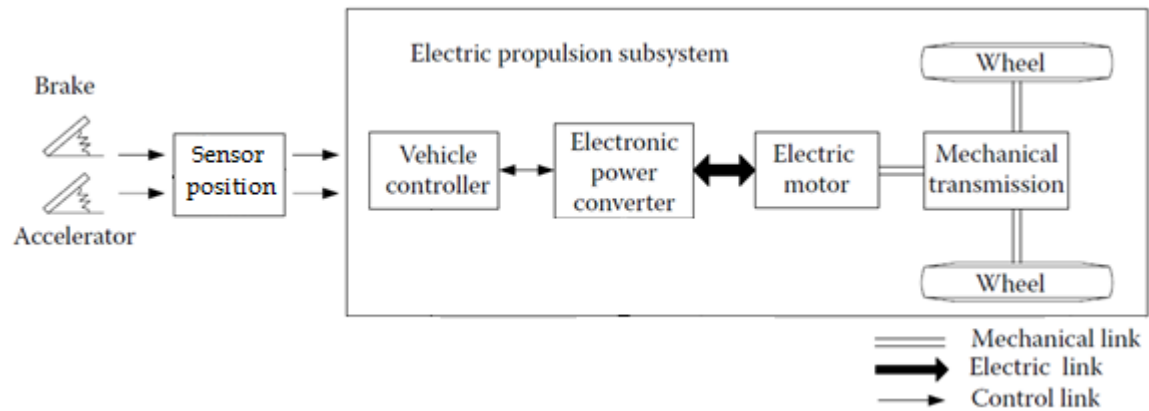 Electric propulsion subsystem
Brake
Accelerator
Sensor
position
Vehicle
controller
Electronic
power
converter
Electric
motor
Mechanical
transmission
Wheel
Wheel
Mechanical link
Electric link
Control link